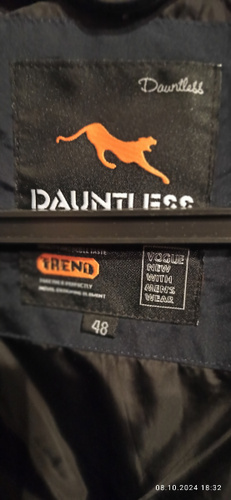 Dauntless
DAUNTLESS
TREND
VOGUE
NEW
WITH
MEN'S
WEAR
48
08.10.2024 18:32